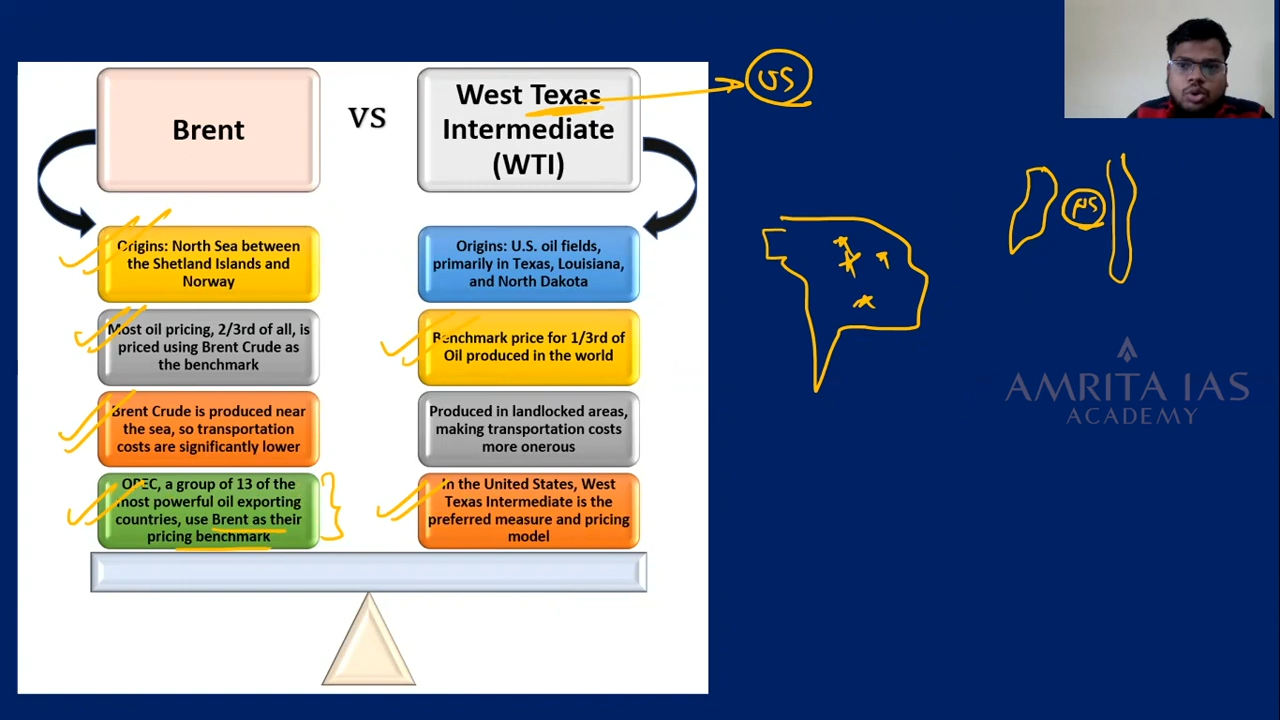 Brent
vs
West Texas
Intermediate
(WTI)
US
Origins: North Sea between
the Shetland Islands and
Norway
Origins: U.S. oil fields,
primarily in Texas, Louisiana,
and North Dakota
NS
Most oil pricing, 2/3rd of all, is
priced using Brent Crude as
the benchmark
Benchmark price for 1/3rd of
Oil produced in the world
Brent Crude is produced near
the sea, so transportation
costs are significantly lower
Produced in landlocked areas,
making transportation costs
more onerous
OPEC, a group of 13 of the
most powerful oil exporting
countries, use Brent as their
pricing benchmark
In the United States, West
Texas Intermediate is the
preferred measure and pricing
model
AMRITA IAS
ACADEMY